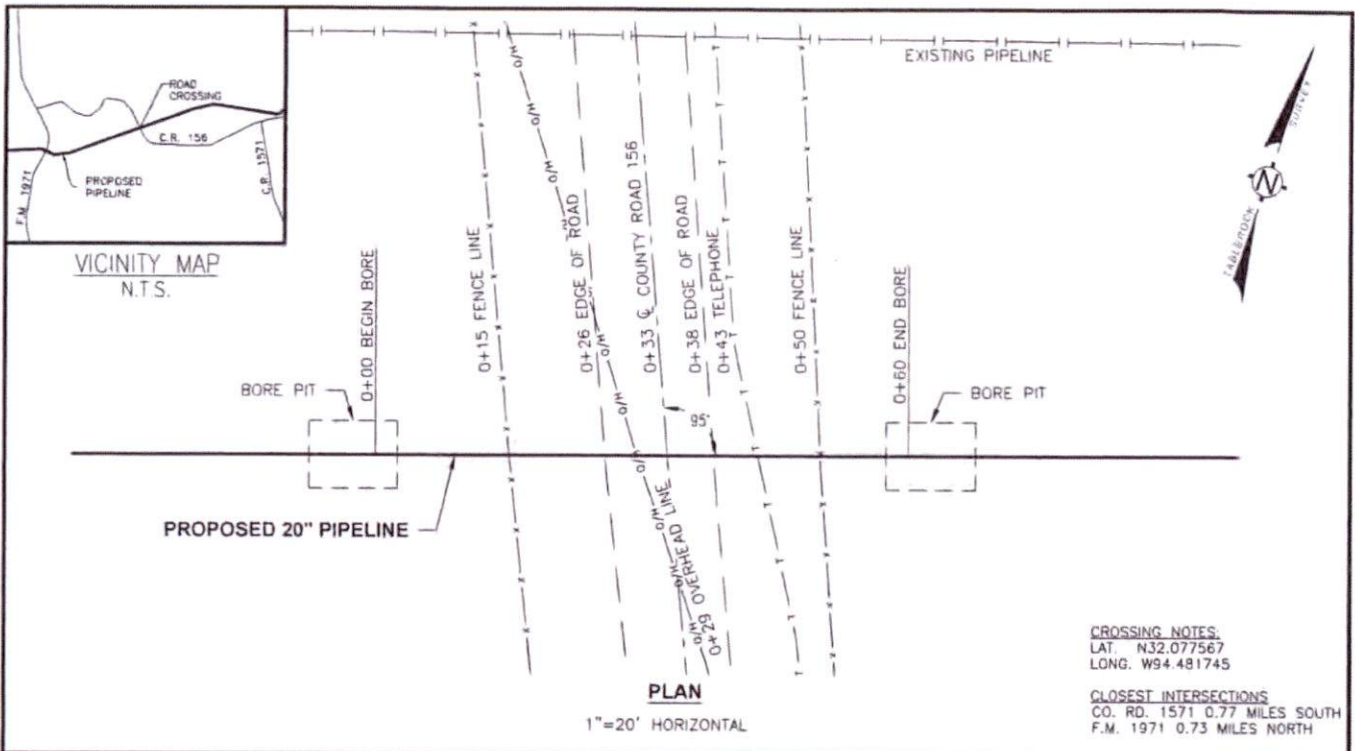 EXISTING PIPELINE
ROAD
CROSSING
C.R. 156
PROPOSED
PIPELINE
F.M. 1971
C.R. 1571
VICINITY MAP
N.T.S.
TABLEROCK
SURVEY
N
0+00 BEGIN BORE
0+15 FENCE LINE
0+26 EDGE OF ROAD
0+33 ℄ COUNTY ROAD 156
0+38 EDGE OF ROAD
0+43 TELEPHONE
0+50 FENCE LINE
0+60 END BORE
BORE PIT
BORE PIT
95°
0+29 OVERHEAD LINE
O/H
O/H
O/H
O/H
O/H
O/H
O/H
O/H
O/H
PROPOSED 20" PIPELINE
PLAN
1"=20' HORIZONTAL
CROSSING NOTES:
LAT. N32.077567
LONG. W94.481745
CLOSEST INTERSECTIONS
CO. RD. 1571 0.77 MILES SOUTH
F.M. 1971 0.73 MILES NORTH